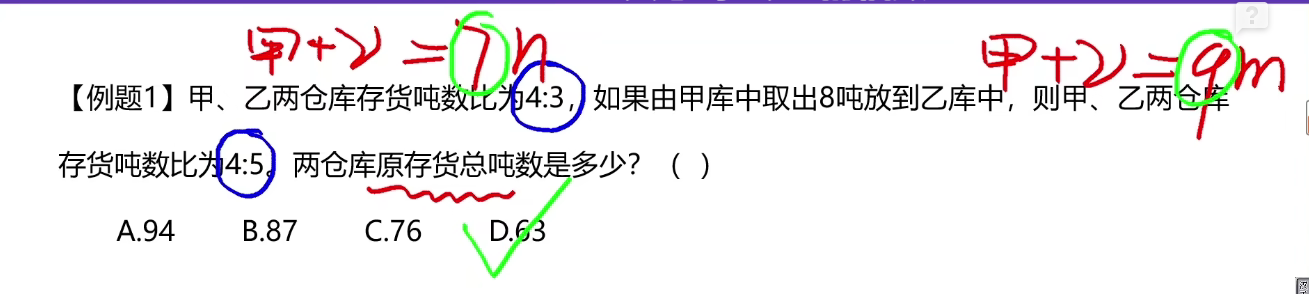 甲+乙=7n
甲+乙=9m
【例题1】甲、乙两仓库存货吨数比为4:3，如果由甲库中取出8吨放到乙库中，则甲、乙两仓库
存货吨数比为4:5。两仓库原存货总吨数是多少？（ ）
A.94 B.87 C.76 D.63